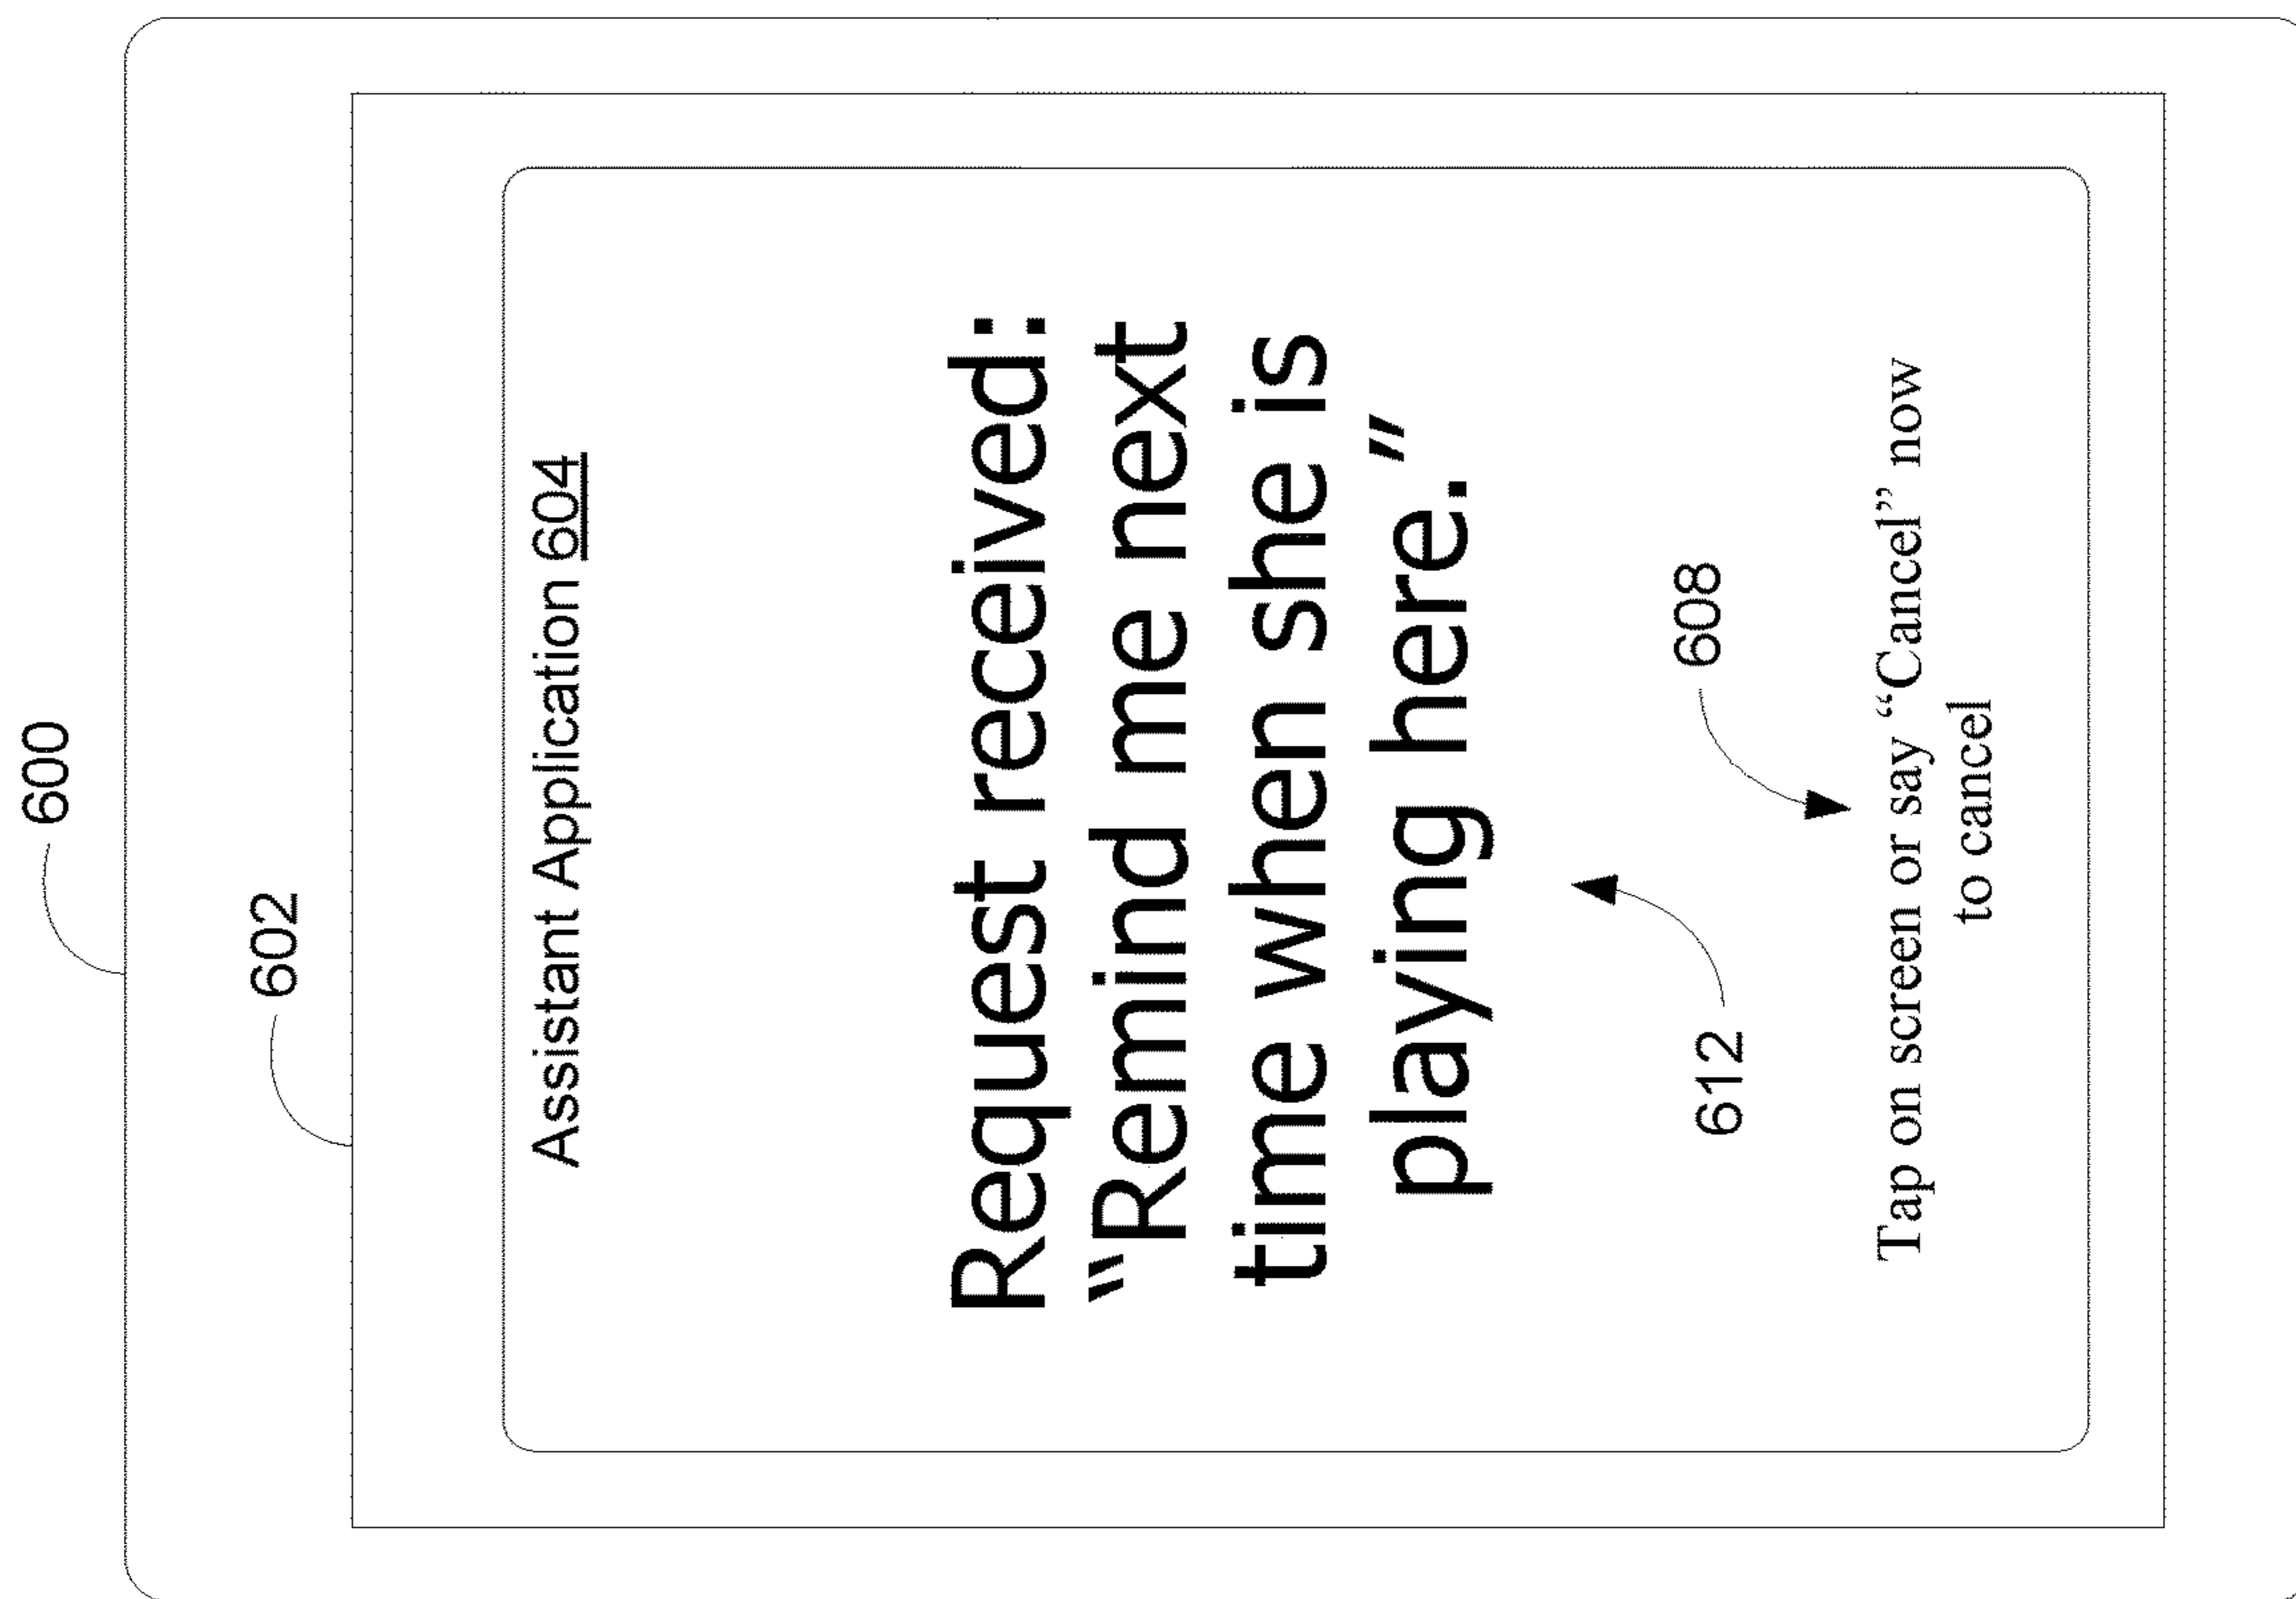 600
602
Assistant Application 604
Request received:
“Remind me next
time when she is
playing here.”
612
608
Tap on screen or say “Cancel” now
to cancel